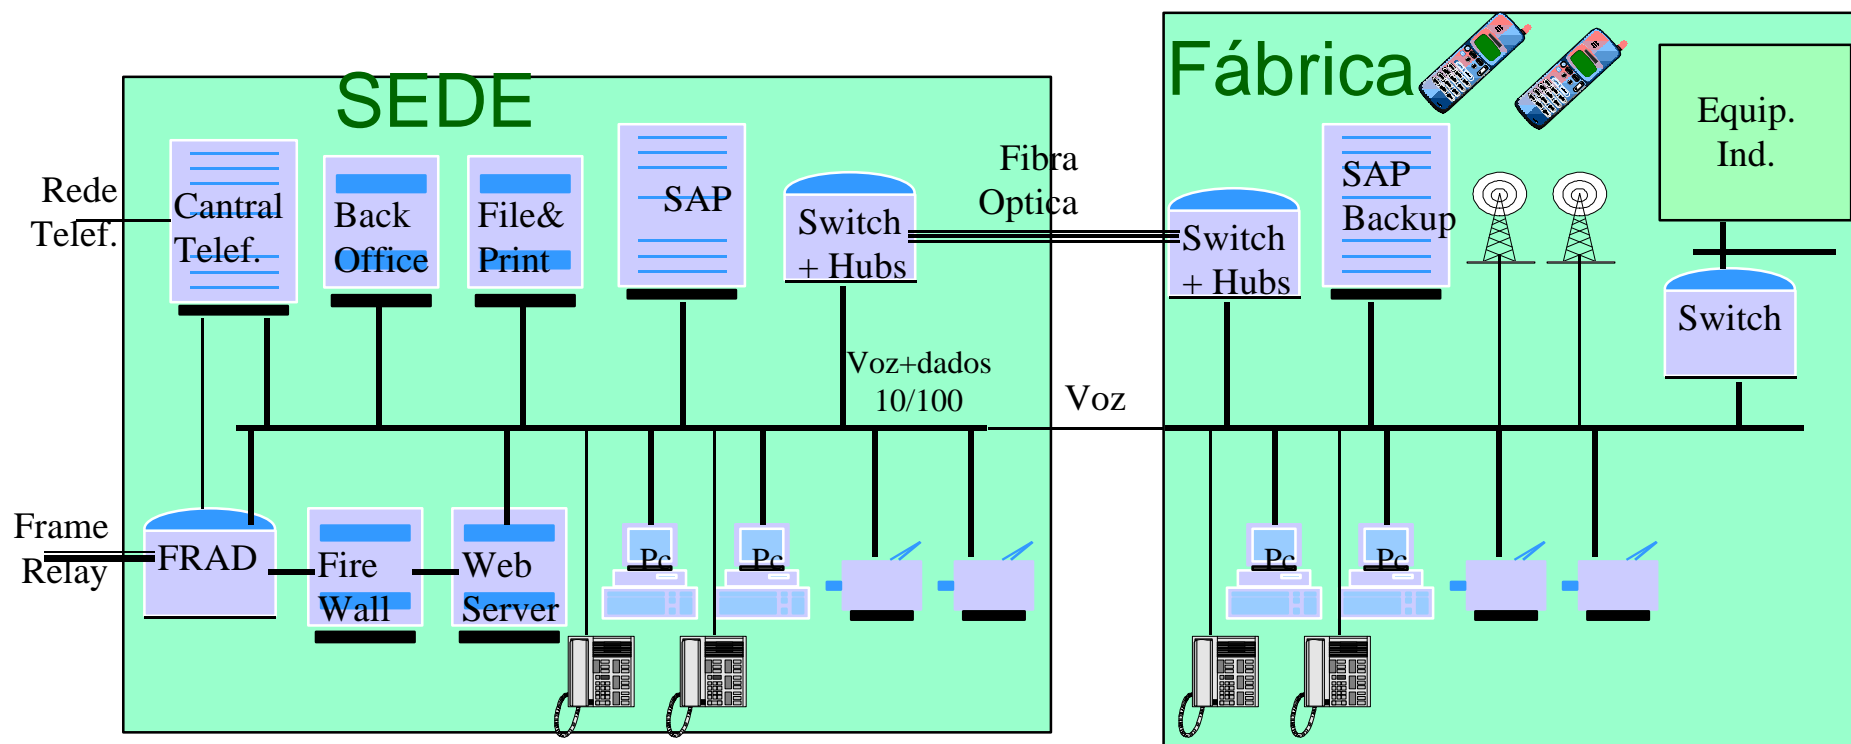 SEDE
Fábrica
Rede
Telef.
Cantral
Telef.
Back
Office
File&
Print
SAP
Switch
+ Hubs
Fibra
Optica
Switch
+ Hubs
SAP
Backup
Equip.
Ind.
Switch
Voz+dados
10/100
Voz
Frame
Relay
FRAD
Fire
Wall
Web
Server
Pc
Pc
Pc
Pc